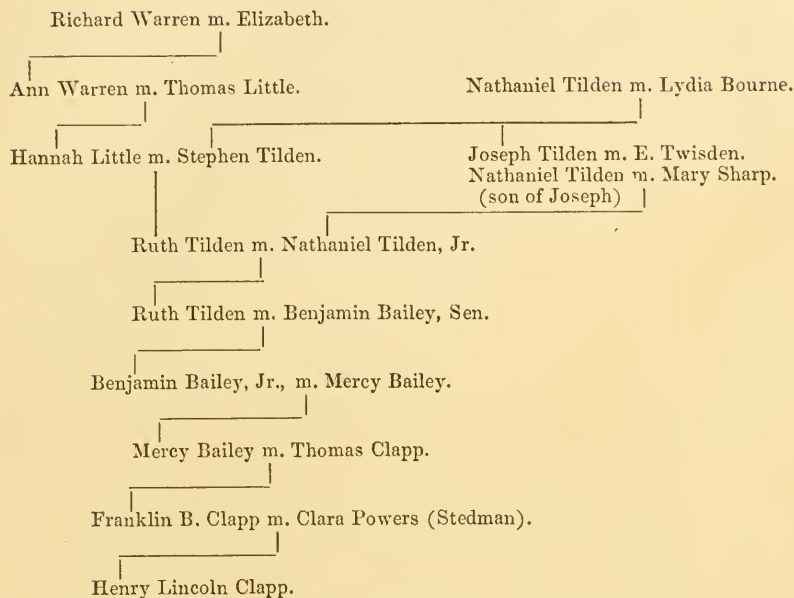 Richard Warren m. Elizabeth.
Ann Warren m. Thomas Little.
Nathaniel Tilden m. Lydia Bourne.
Hannah Little m. Stephen Tilden.
Joseph Tilden m. E. Twisden.
Nathaniel Tilden m. Mary Sharp.
(son of Joseph)
Ruth Tilden m. Nathaniel Tilden, Jr.
Ruth Tilden m. Benjamin Bailey, Sen.
Benjamin Bailey, Jr., m. Mercy Bailey.
Mercy Bailey m. Thomas Clapp.
Franklin B. Clapp m. Clara Powers (Stedman).
Henry Lincoln Clapp.